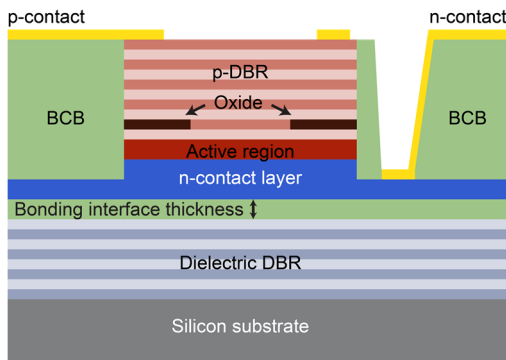 p-contact
n-contact
p-DBR
Oxide
BCB
BCB
Active region
n-contact layer
Bonding interface thickness
Dielectric DBR
Silicon substrate